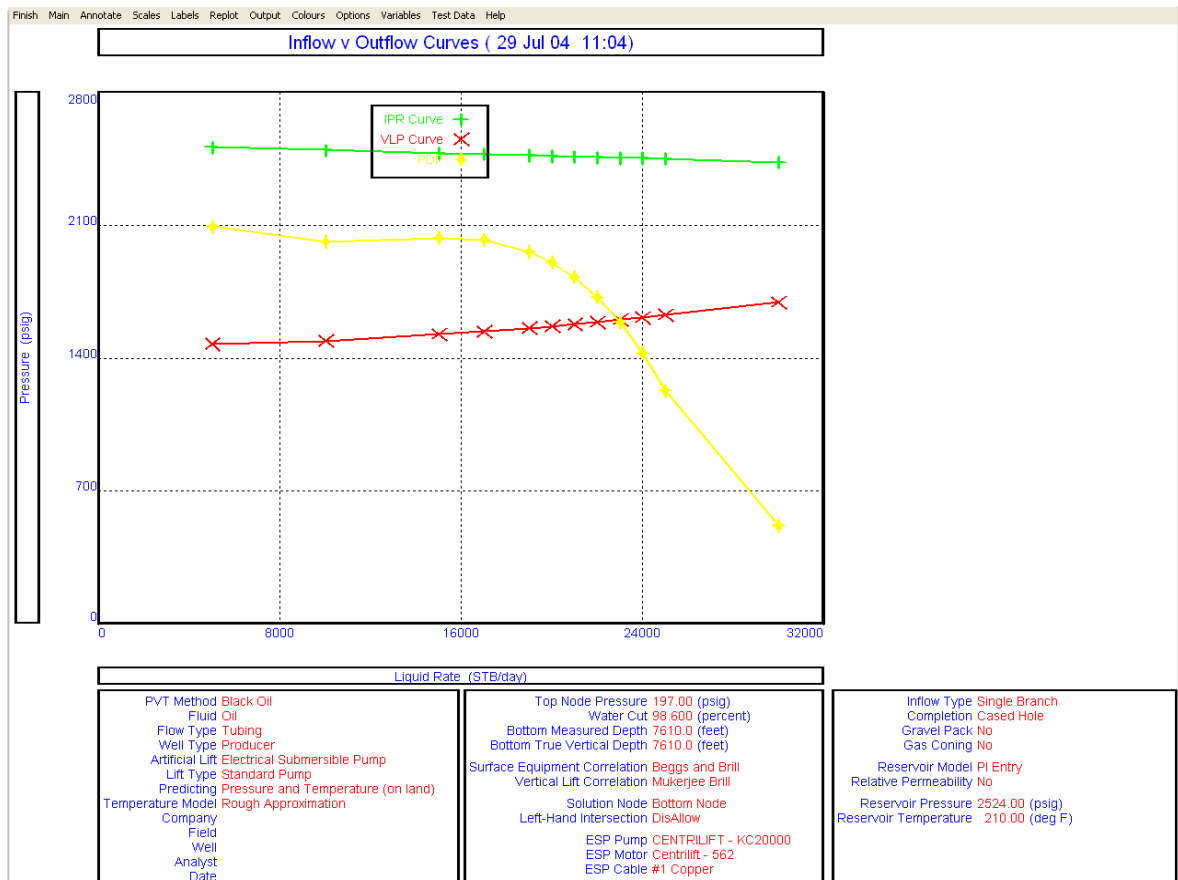 Finish Main Annotate Scales Labels Replot Output Colours Options Variables Test Data Help
Inflow v Outflow Curves ( 29 Jul 04 11:04)
Pressure (psig)
2800
2100
1400
700
0
IPR Curve
VLP Curve
0 8000 16000 24000 32000
Liquid Rate (STB/day)
PVT Method Black Oil
Fluid Oil
Flow Type Tubing
Well Type Producer
Artificial Lift Electrical Submersible Pump
Lift Type Standard Pump
Predicting Pressure and Temperature (on land)
Temperature Model Rough Approximation
Company
Field
Well
Analyst
Date
Top Node Pressure 197.00 (psig)
Water Cut 98.600 (percent)
Bottom Measured Depth 7610.0 (feet)
Bottom True Vertical Depth 7610.0 (feet)
Surface Equipment Correlation Beggs and Brill
Vertical Lift Correlation Mukerjee Brill
Solution Node Bottom Node
Left-Hand Intersection DisAllow
ESP Pump CENTRILIFT - KC20000
ESP Motor Centrilift - 562
ESP Cable #1 Copper
Inflow Type Single Branch
Completion Cased Hole
Gravel Pack No
Gas Coning No
Reservoir Model PI Entry
Relative Permeability No
Reservoir Pressure 2524.00 (psig)
Reservoir Temperature 210.00 (deg F)